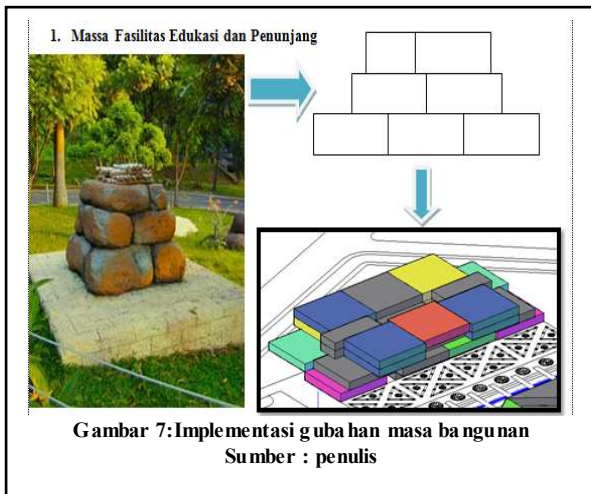 1. Massa Fasilitas Edukasi dan Penunjang
Gambar 7:Implementasi gubahan masa bangunan
Sumber : penulis